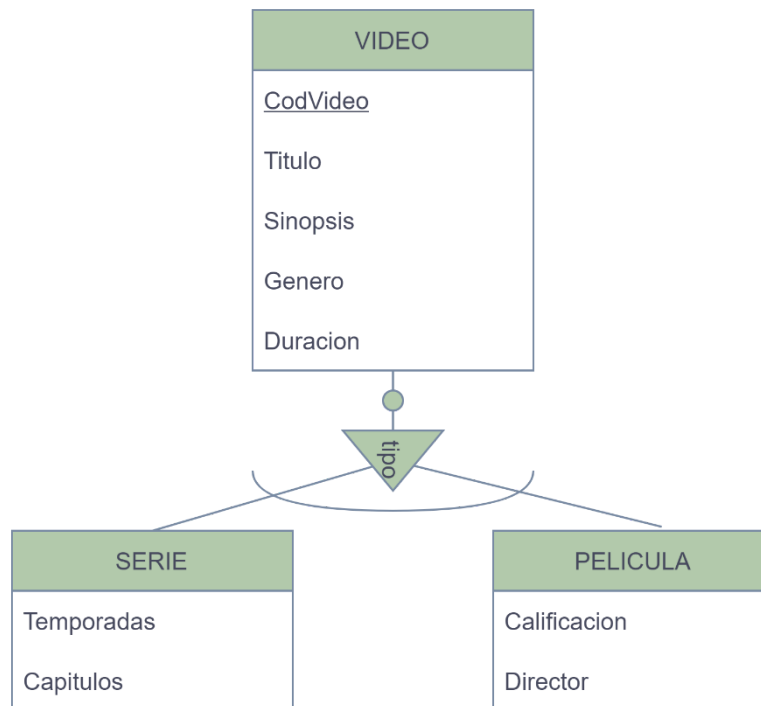 VIDEO
CodVideo
Titulo
Sinopsis
Genero
Duracion
tipo
SERIE
Temporadas
Capitulos
PELICULA
Calificacion
Director